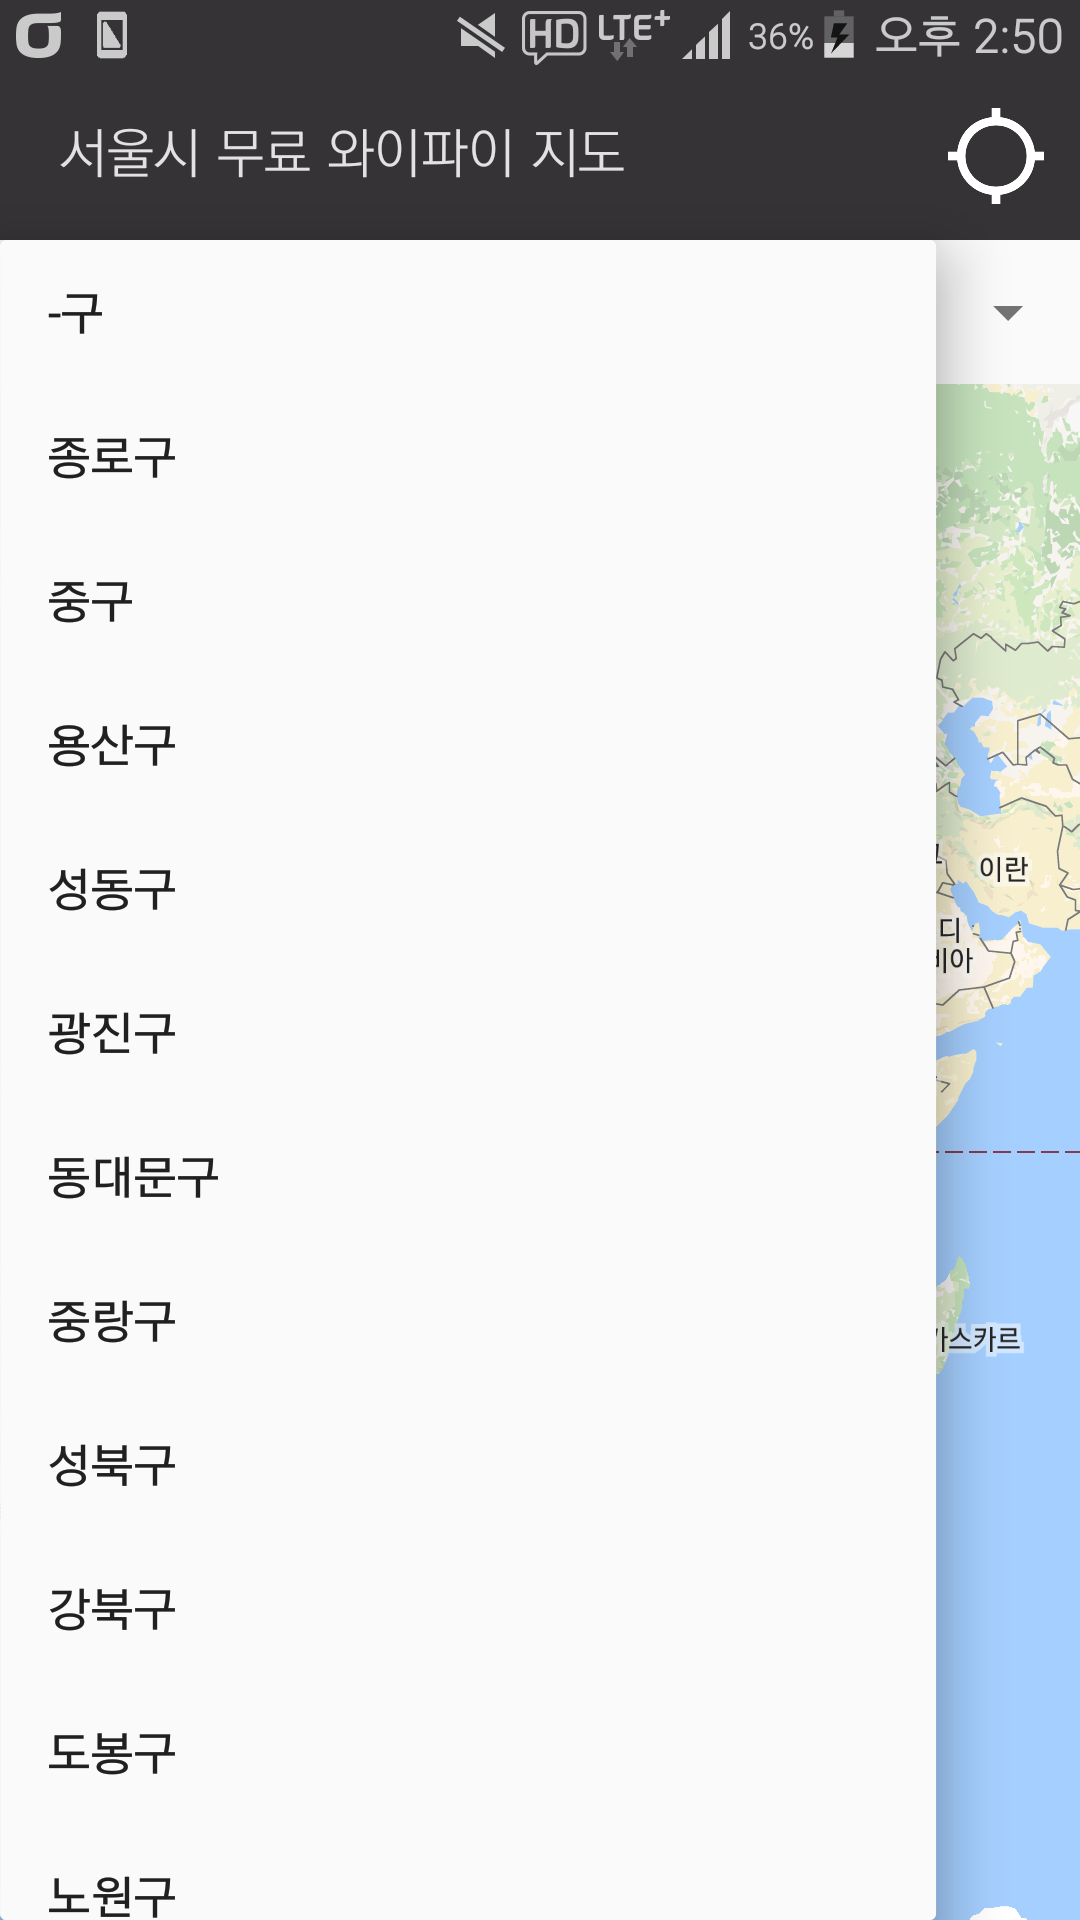 HD LTE+ 36% 오후 2:50
서울시 무료 와이파이 지도
-구
종로구
중구
용산구
성동구
이란
광진구
디
비아
동대문구
중랑구
가스카르
성북구
강북구
도봉구
노원구